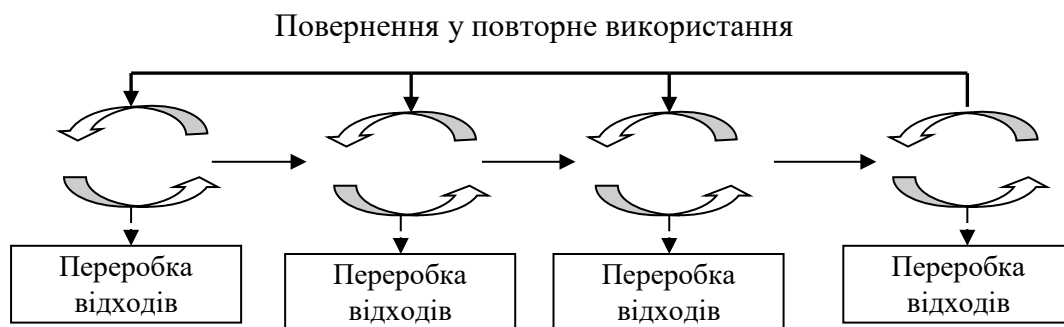 Повернення у повторне використання
Переробка
відходів
Переробка
відходів
Переробка
відходів
Переробка
відходів